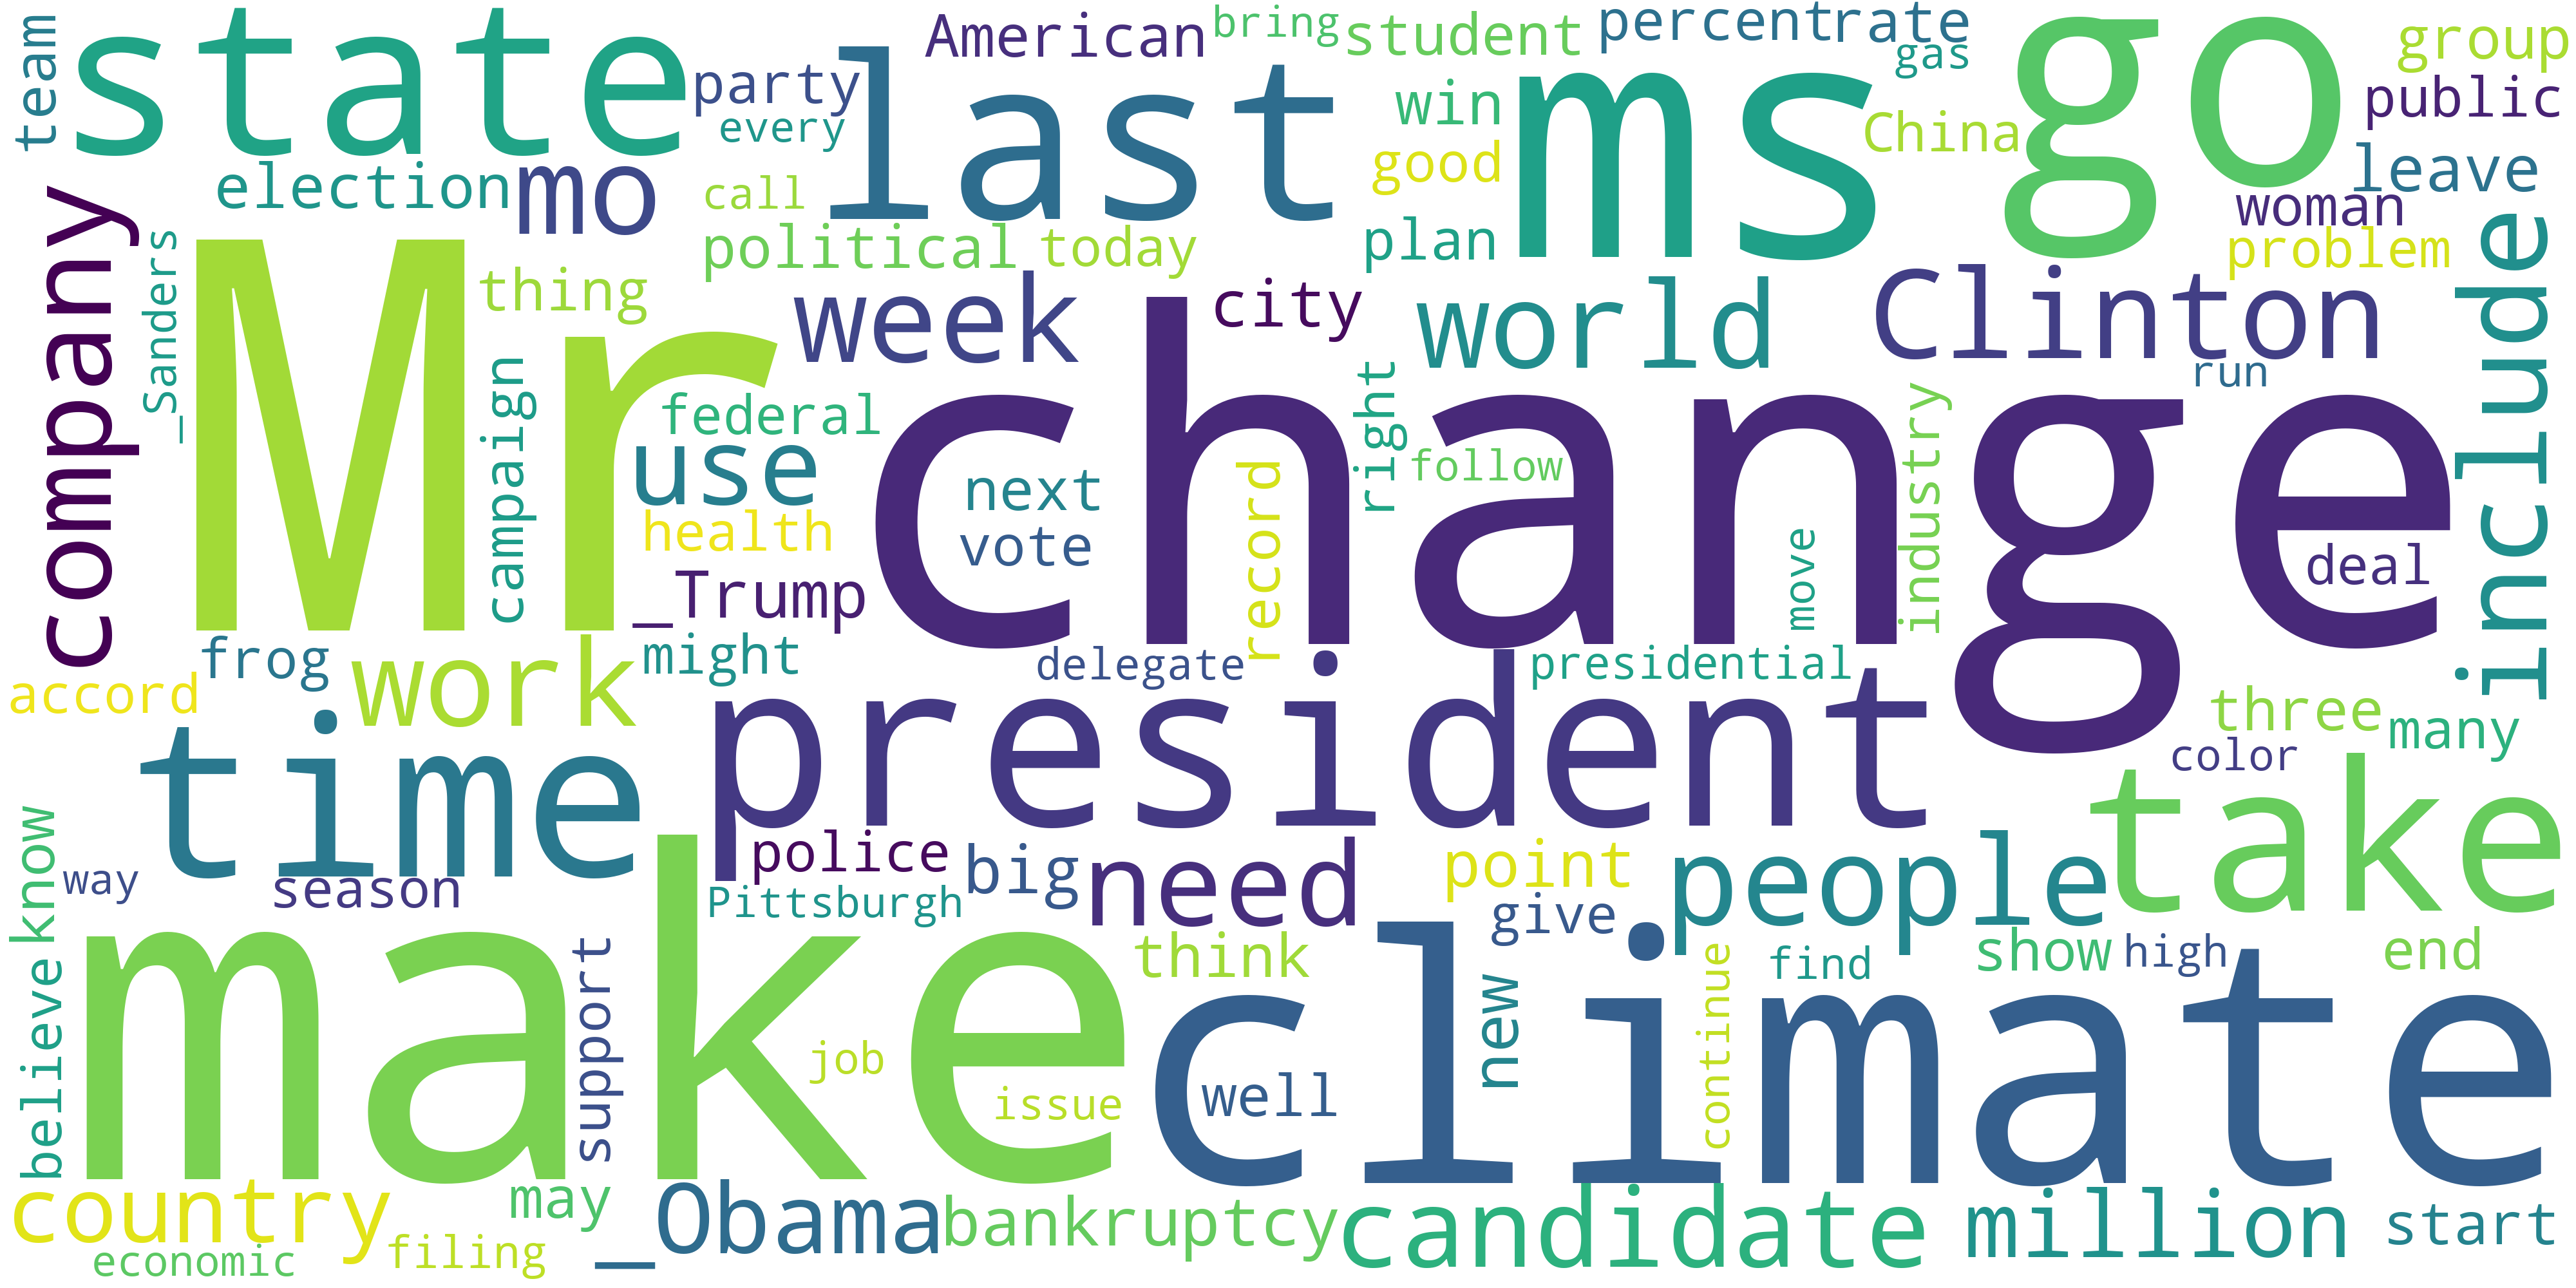 team
state
American
bring
student
percentrate
gas
go
group
party
every
last
win
ms
China
public
election
mo
call
good
leave
company
_Sanders
political
today
plan
woman
problem
Mr
thing
week
city
world
Clinton
include
campaign
federal
change
right
industry
run
use
next
record
follow
health
vote
move
deal
_Trump
frog
work
might
delegate
presidential
accord
president
three
many
color
time
take
know
way
season
police
Pittsburgh
big
need
point
people
give
believe
make
support
think
new
continue
find
show
high
end
climate
job
issue
well
country
may
_Obama
bankruptcy
candidate
million
start
economic
filing